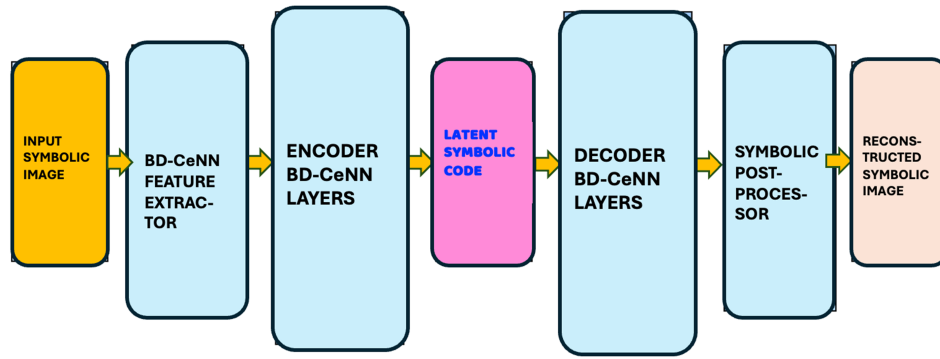 INPUT
SYMBOLIC
IMAGE
BD-CeNN
FEATURE
EXTRAC-
TOR
ENCODER
BD-CeNN
LAYERS
LATENT
SYMBOLIC
CODE
DECODER
BD-CeNN
LAYERS
SYMBOLIC
POST-
PROCES-
SOR
RECONS-
TRUCTED
SYMBOLIC
IMAGE